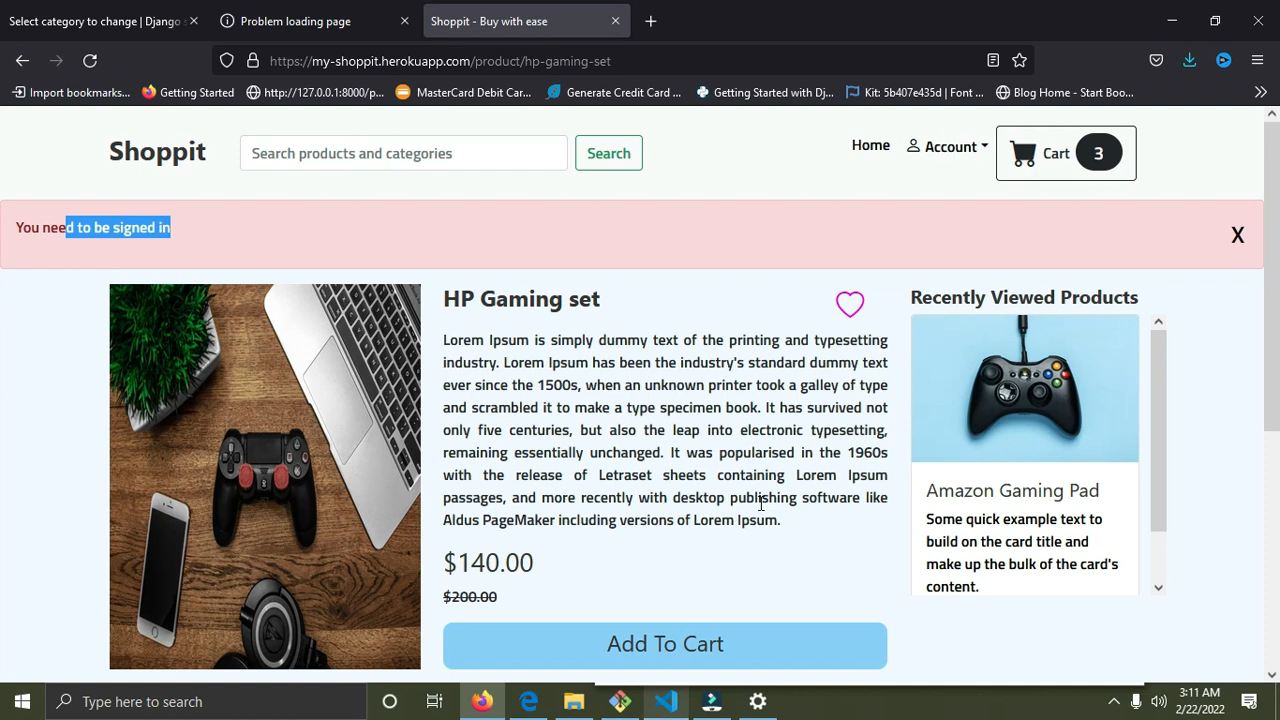 Select category to change | Django s
Problem loading page
Shoppit - Buy with ease
https://my-shoppit.herokuapp.com/product/hp-gaming-set
Import bookmarks...
Getting Started
http://127.0.0.1:8000/p...
MasterCard Debit Car...
Generate Credit Card ...
Getting Started with Dj...
Kit: 5b407e435d | Font ...
Blog Home - Start Boo...
Shoppit
Search products and categories
Search
Home
Account
Cart
3
You need to be signed in
X
HP Gaming set
Lorem Ipsum is simply dummy text of the printing and typesetting
industry. Lorem Ipsum has been the industry's standard dummy text
ever since the 1500s, when an unknown printer took a galley of type
and scrambled it to make a type specimen book. It has survived not
only five centuries, but also the leap into electronic typesetting,
remaining essentially unchanged. It was popularised in the 1960s
with the release of Letraset sheets containing Lorem Ipsum
passages, and more recently with desktop publishing software like
Aldus PageMaker including versions of Lorem Ipsum.
$140.00
$200.00
Add To Cart
Recently Viewed Products
Amazon Gaming Pad
Some quick example text to
build on the card title and
make up the bulk of the card's
content.
Type here to search
3:11 AM
2/22/2022